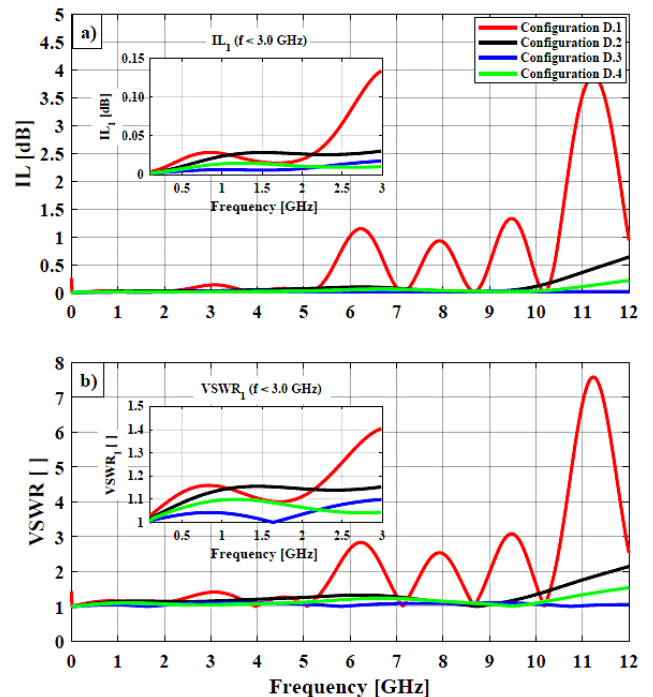 a)
IL₁ (f < 3.0 GHz)
Configuration D.1
Configuration D.2
Configuration D.3
Configuration D.4
IL [dB]
5
4.5
4
3.5
3
2.5
2
1.5
1
0.5
0
IL₁ [dB]
0.15
0.10
0.05
0
0.5 1 1.5 2 2.5 3
Frequency [GHz]
0 1 2 3 4 5 6 7 8 9 10 11 12
b)
VSWR₁ (f < 3.0 GHz)
VSWR [ ]
8
7
6
5
4
3
2
1
0
VSWR₁ [ ]
1.5
1.4
1.3
1.2
1.1
1
0.5 1 1.5 2 2.5 3
Frequency [GHz]
0 1 2 3 4 5 6 7 8 9 10 11 12
Frequency [GHz]